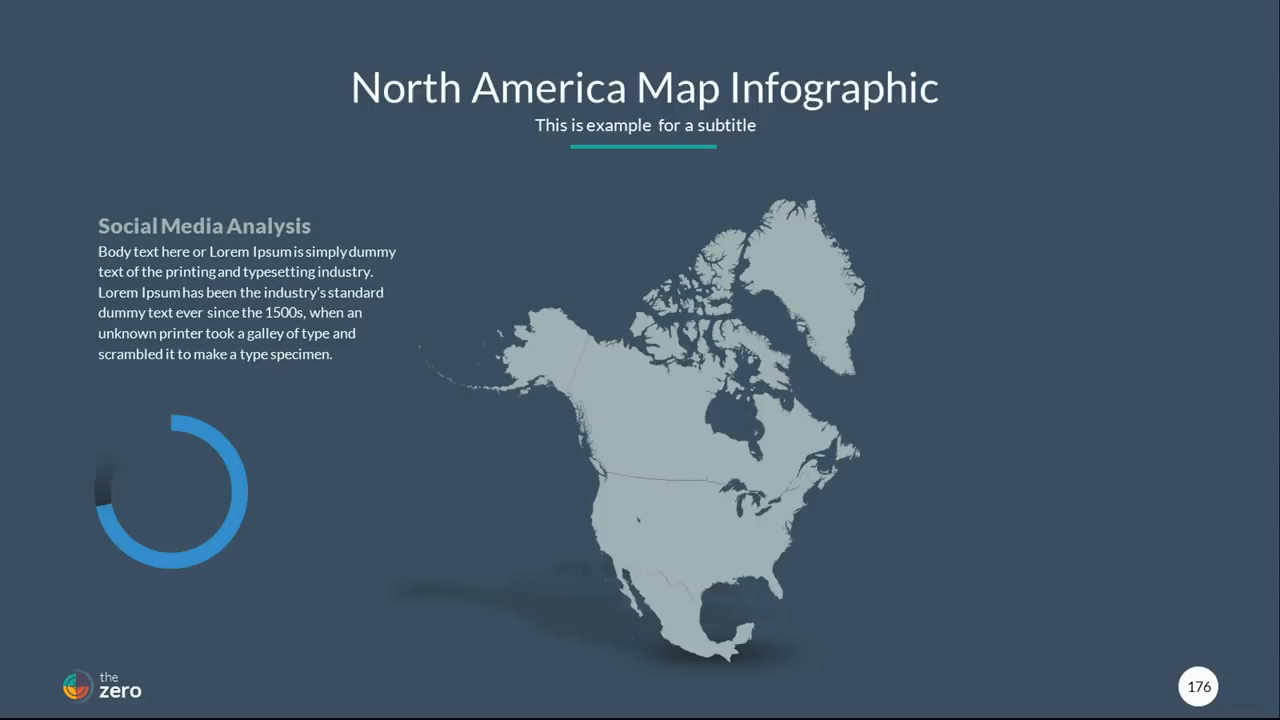 North America Map Infographic
This is example for a subtitle
Social Media Analysis
Body text here or Lorem Ipsum is simply dummy
text of the printing and typesetting industry.
Lorem Ipsum has been the industry's standard
dummy text ever since the 1500s, when an
unknown printer took a galley of type and
scrambled it to make a type specimen.
the
zero
176